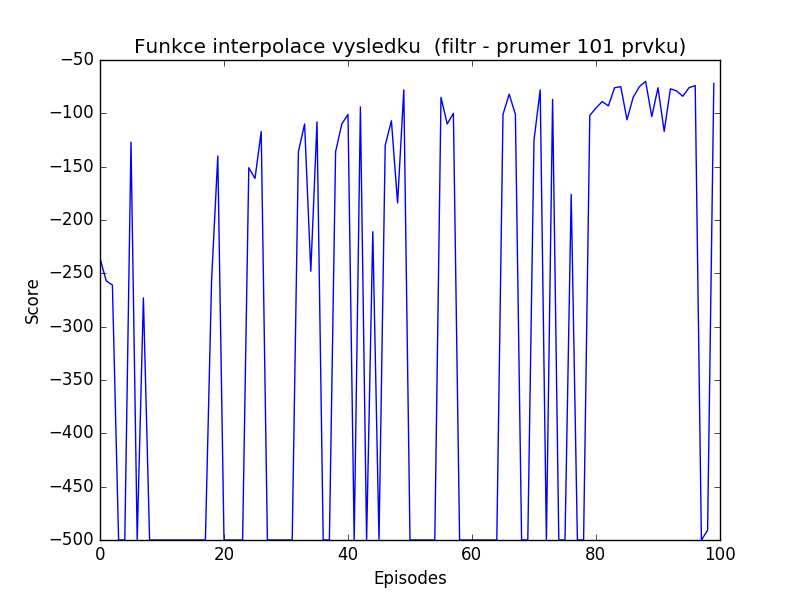 Funkce interpolace vysledku  (filtr - prumer 101 prvku)
−50
−100
−150
−200
−250
−300
−350
−400
−450
−500
Score
0 20 40 60 80 100
Episodes